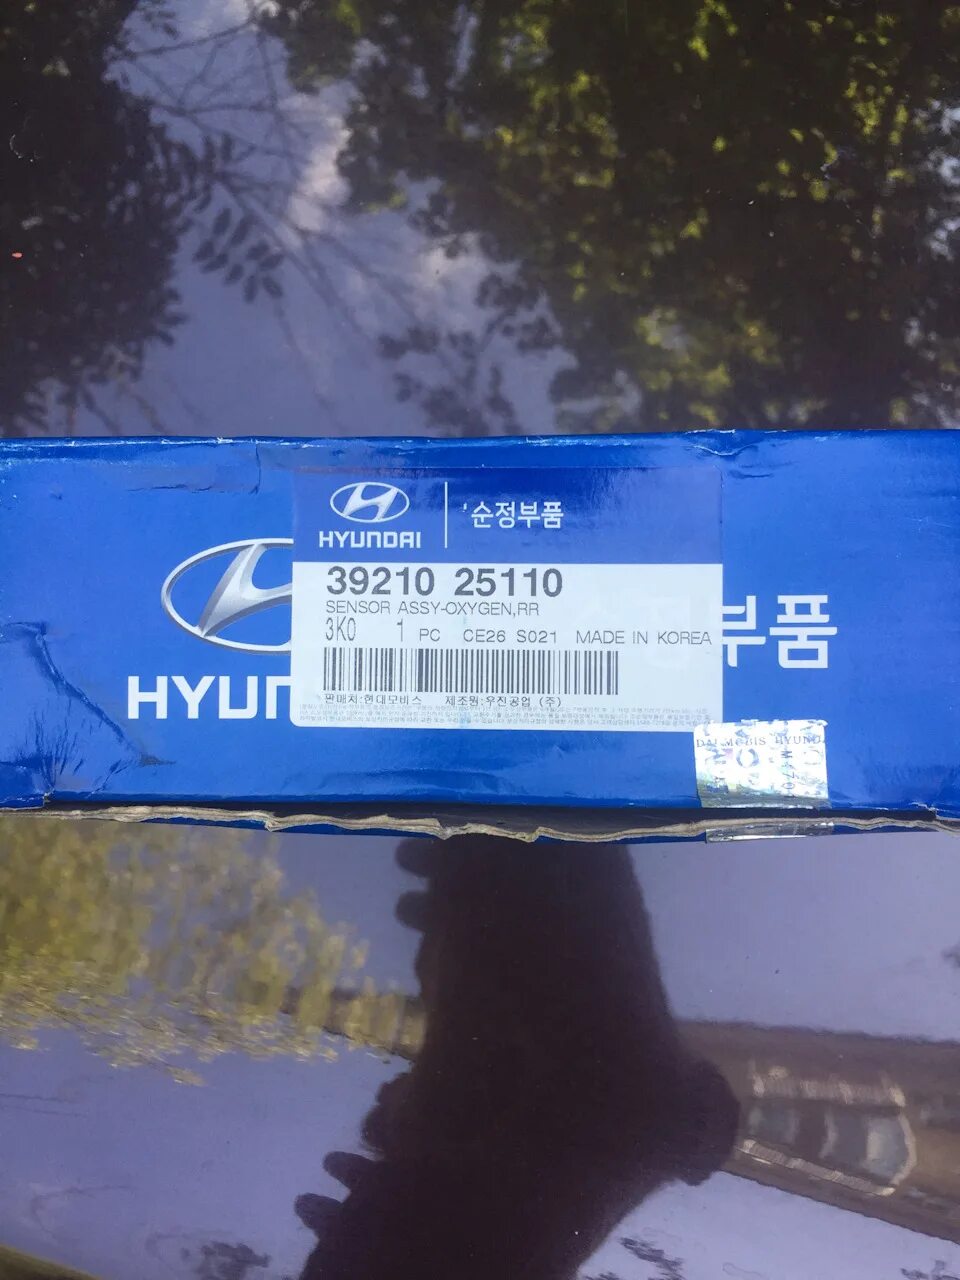 HYUNDAI
순정부품
39210 25110
SENSOR ASSY-OXYGEN,RR
3K0 1 PC CE26 S021 MADE IN KOREA
판매처:현대모비스 제조원:우진공업 (주)
HYUN
부품
MOBIS HYUND